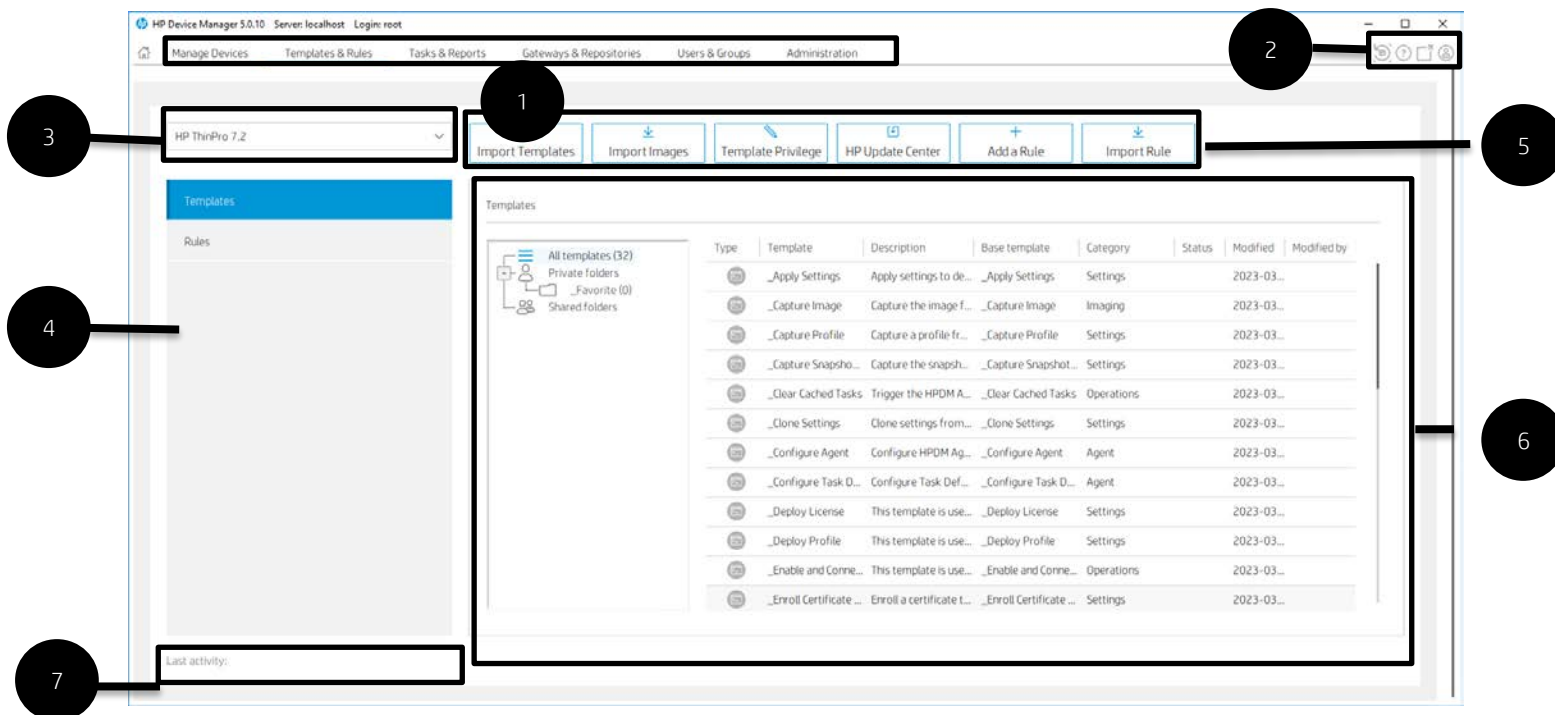 HP Device Manager 5.0.10 Server: localhost Login: root
Manage Devices Templates & Rules Tasks & Reports Gateways & Repositories Users & Groups Administration
2
1
3
HP ThinPro 7.2
Import Templates Import Images Template Privilege HP Update Center Add a Rule Import Rule
5
Templates
Rules
Templates
All templates (32)
Private folders
_Favorite (0)
Shared folders
Type Template Description Base template Category Status Modified Modified by
_Apply Settings Apply settings to de... _Apply Settings Settings 2023-03...
_Capture Image Capture the image f... _Capture Image Imaging 2023-03...
_Capture Profile Capture a profile fr... _Capture Profile Settings 2023-03...
_Capture Snapsho... Capture the snapsh... _Capture Snapshot... Settings 2023-03...
_Clear Cached Tasks Trigger the HPDM A... _Clear Cached Tasks Operations 2023-03...
_Clone Settings Clone settings from... _Clone Settings Settings 2023-03...
_Configure Agent Configure HPDM Ag... _Configure Agent Agent 2023-03...
_Configure Task D... Configure Task Def... _Configure Task D... Agent 2023-03...
_Deploy License This template is use... _Deploy License Settings 2023-03...
_Deploy Profile This template is use... _Deploy Profile Settings 2023-03...
_Enable and Conne... This template is use... _Enable and Conne... Operations 2023-03...
_Enroll Certificate ... Enroll a certificate t... _Enroll Certificate ... Settings 2023-03...
4
6
Last activity:
7